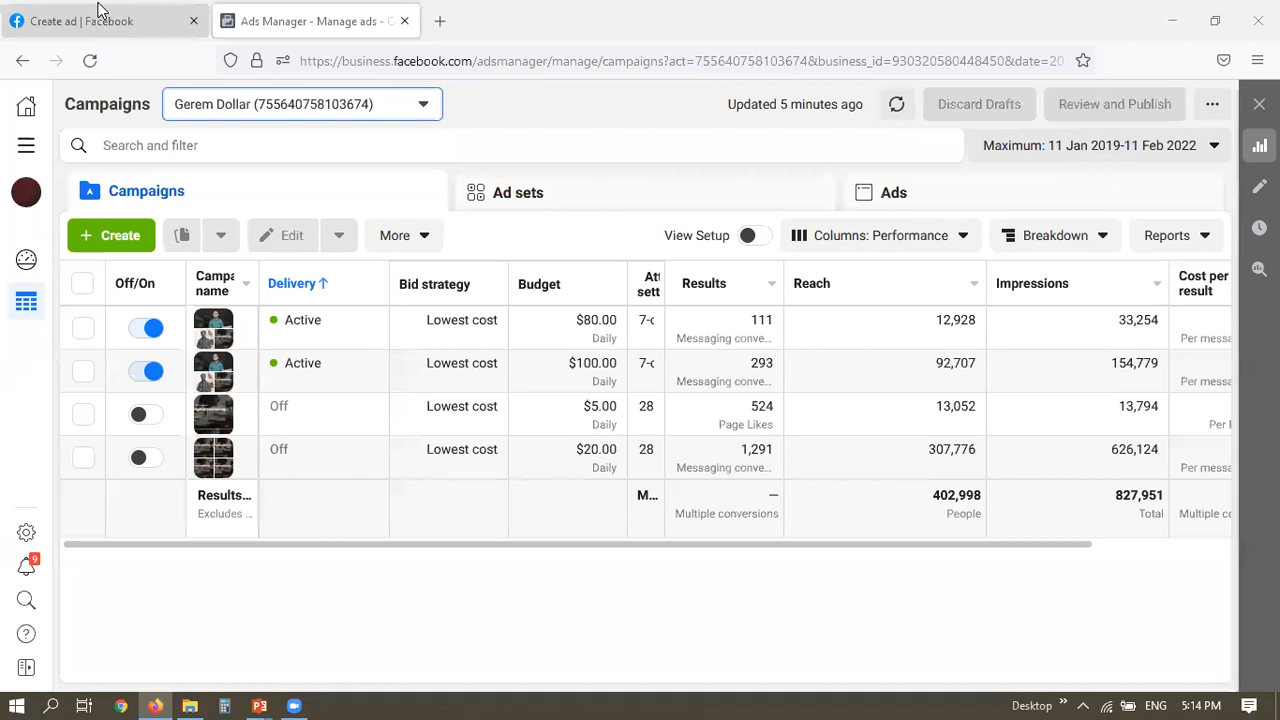 Create ad | Facebook
Ads Manager - Manage ads - C
https://business.facebook.com/adsmanager/manage/campaigns?act=755640758103674&business_id=930320580448450&date=20
Campaigns
Gerem Dollar (755640758103674)
Updated 5 minutes ago
Discard Drafts
Review and Publish
Search and filter
Maximum: 11 Jan 2019-11 Feb 2022
Campaigns
Ad sets
Ads
+ Create
Edit
More
View Setup
Columns: Performance
Breakdown
Reports
Off/On
Campa
name
Delivery↑
Bid strategy
Budget
Att
sett
Results
Reach
Impressions
Cost per
result
Active
Lowest cost
$80.00
Daily
7-c
111
Messaging conve...
12,928
33,254
Per messa
Active
Lowest cost
$100.00
Daily
7-c
293
Messaging conve...
92,707
154,779
Per messa
Off
Lowest cost
$5.00
Daily
28
524
Page Likes
13,052
13,794
Off
Lowest cost
$20.00
Daily
28
1,291
Messaging conve...
307,776
626,124
Per messa
Results...
Excludes ...
M...
—
Multiple conversions
402,998
People
827,951
Total
Multiple cc
9
Desktop
ENG
5:14 PM